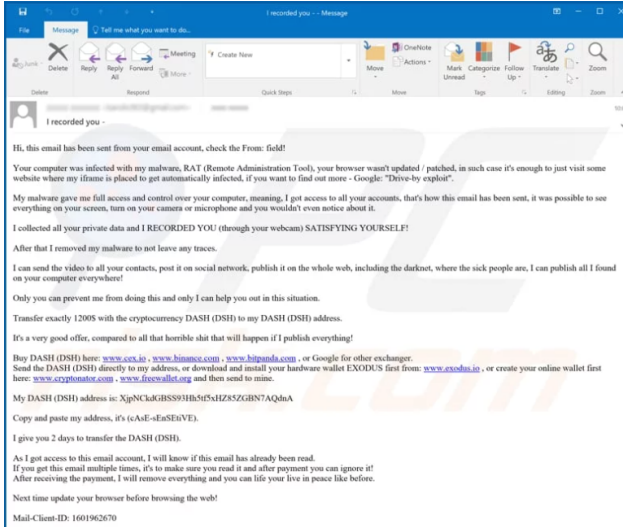 I recorded you - - Message
File Message Tell me what you want to do...
Junk Delete Reply Reply All Forward Meeting More Create New Move OneNote Actions Mark Unread Categorize Follow Up Translate Zoom
Delete Respond Quick Steps Move Tags Editing Zoom
I recorded you -
Hi, this email has been sent from your email account, check the From: field!
Your computer was infected with my malware, RAT (Remote Administration Tool), your browser wasn't updated / patched, in such case it's enough to just visit some
website where my iframe is placed to get automatically infected, if you want to find out more - Google: "Drive-by exploit".
My malware gave me full access and control over your computer, meaning, I got access to all your accounts, that's how this email has been sent, it was possible to see
everything on your screen, turn on your camera or microphone and you wouldn't even notice about it.
I collected all your private data and I RECORDED YOU (through your webcam) SATISFYING YOURSELF!
After that I removed my malware to not leave any traces.
I can send the video to all your contacts, post it on social network, publish it on the whole web, including the darknet, where the sick people are, I can publish all I found
on your computer everywhere!
Only you can prevent me from doing this and only I can help you out in this situation.
Transfer exactly 1200$ with the cryptocurrency DASH (DSH) to my DASH (DSH) address.
It's a very good offer, compared to all that horrible shit that will happen if I publish everything!
Buy DASH (DSH) here: www.cex.io , www.binance.com , www.bitpanda.com , or Google for other exchanger.
Send the DASH (DSH) directly to my address, or download and install your hardware wallet EXODUS first from: www.exodus.io , or create your online wallet first
here: www.cryptonator.com , www.freewallet.org and then send to mine.
My DASH (DSH) address is: XjpNCkdGBSS93Hh5tf5xHZ85ZGBN7AQdnA
Copy and paste my address, it's (cAsE-sEnSEtiVE).
I give you 2 days to transfer the DASH (DSH).
As I got access to this email account, I will know if this email has already been read.
If you get this email multiple times, it's to make sure you read it and after payment you can ignore it!
After receiving the payment, I will remove everything and you can life your live in peace like before.
Next time update your browser before browsing the web!
Mail-Client-ID: 1601962670